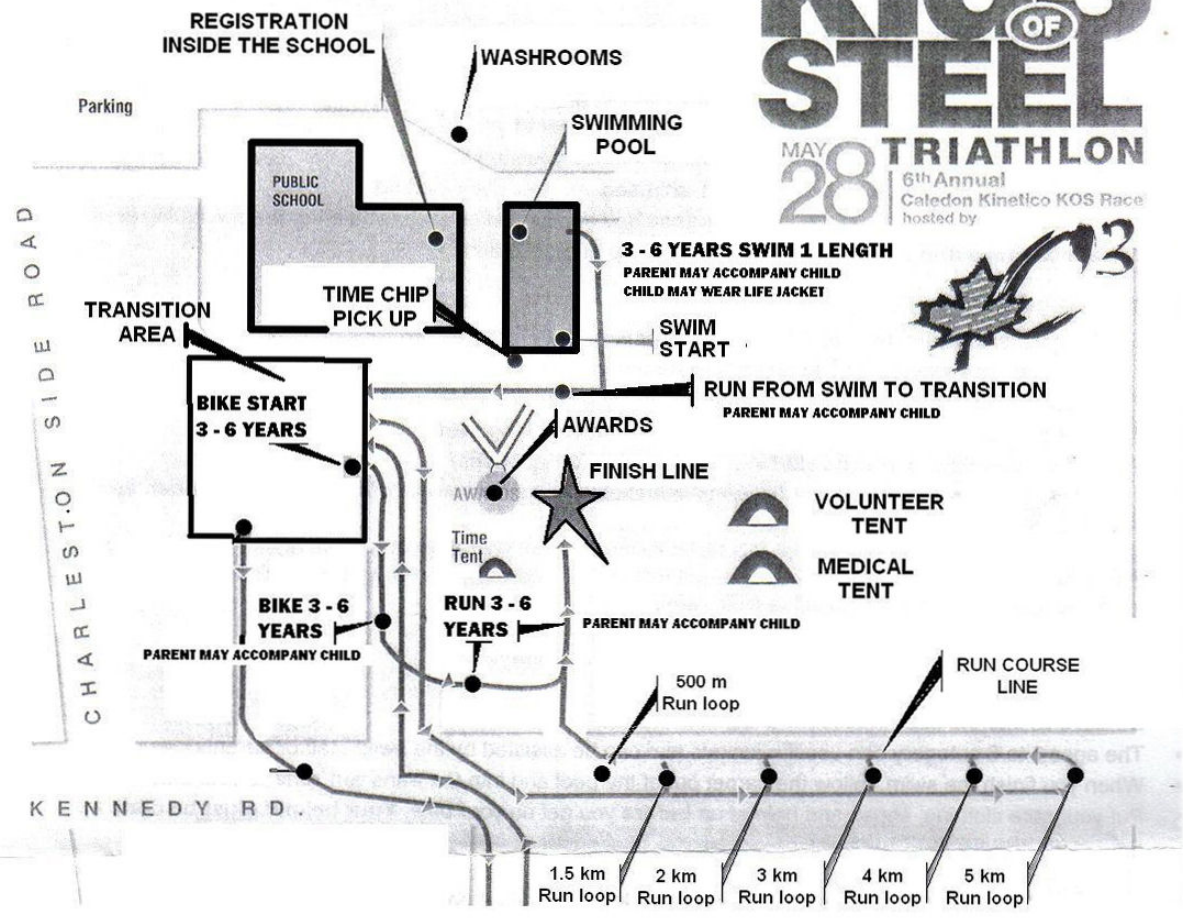 REGISTRATION
INSIDE THE SCHOOL
WASHROOMS
OF
STEEL
TRIATHLON
MAY
28
6th Annual
Caledon Kinetico KOS Race
hosted by
Parking
SWIMMING
POOL
PUBLIC
SCHOOL
3 - 6 YEARS SWIM 1 LENGTH
PARENT MAY ACCOMPANY CHILD
CHILD MAY WEAR LIFE JACKET
TIME CHIP
PICK UP
TRANSITION
AREA
SWIM
START
RUN FROM SWIM TO TRANSITION
PARENT MAY ACCOMPANY CHILD
BIKE START
3 - 6 YEARS
AWARDS
FINISH LINE
AWARDS
VOLUNTEER
TENT
Time
Tent
MEDICAL
TENT
BIKE 3-6
YEARS
PARENT MAY ACCOMPANY CHILD
RUN 3 - 6
YEARS
PARENT MAY ACCOMPANY CHILD
CHARLESTON SIDE ROAD
500 m
Run loop
RUN COURSE
LINE
KENNEDY RD
1.5 km
Run loop
2 km
Run loop
3 km
Run loop
4 km
Run loop
5 km
Run loop